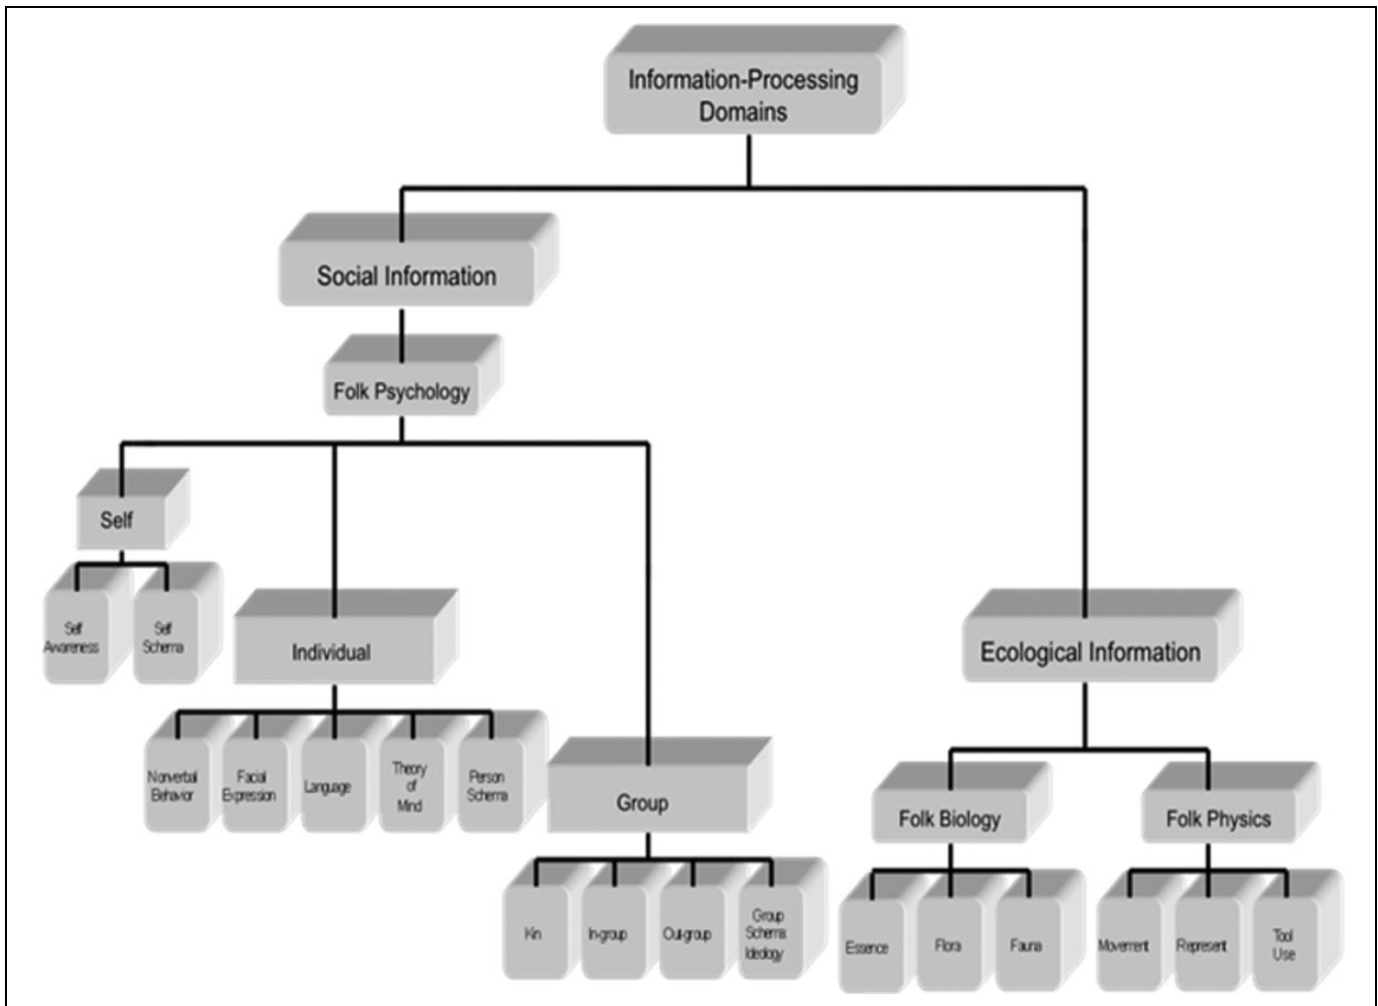 Information-Processing
Domains
Social Information
Folk Psychology
Self
Self
Awareness
Self
Schema
Individual
Ecological Information
Nonverbal
Behavior
Facial
Expression
Language
Theory
of
Mind
Person
Schema
Group
Folk Biology
Folk Physics
Kin
In-group
Out-group
Group
Schema:
Ideology
Essence
Flora
Fauna
Movement
Represent
Tool
Use